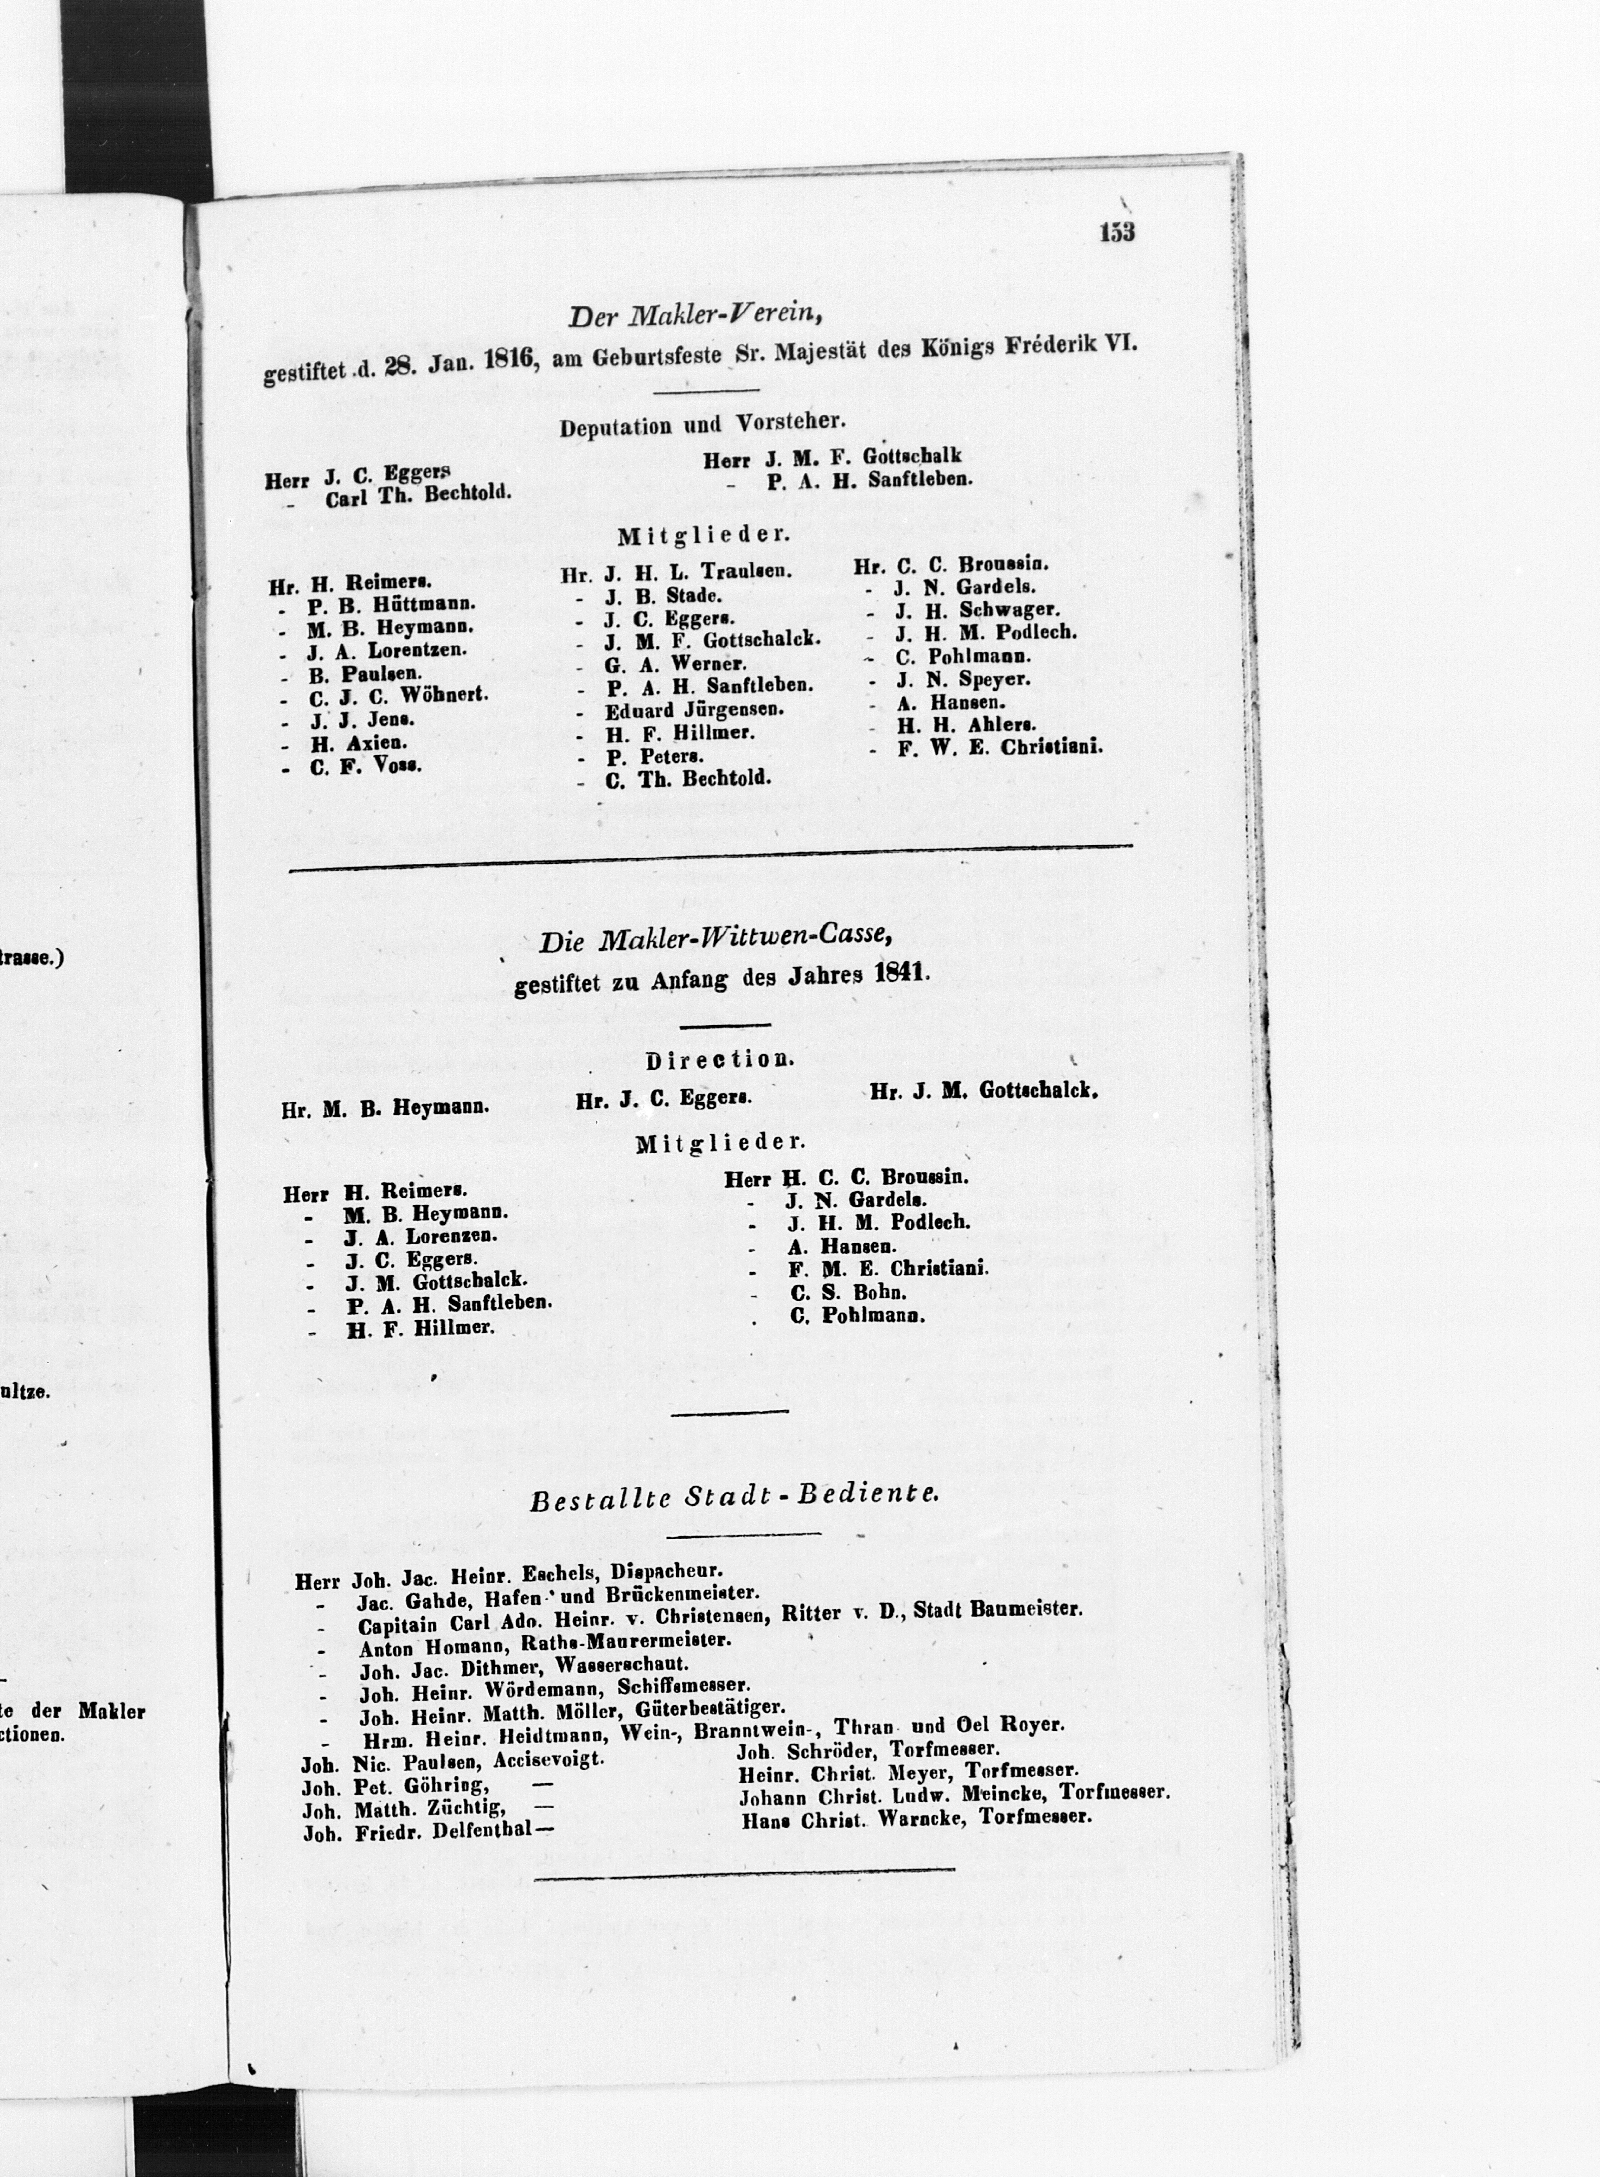 153
Der Makler-Verein,
gestiftet d. 28. Jan. 1816, am Geburtsfeste Sr. Majestät des Königs Fréderik VI.
Deputation und Vorsteher.
Herr J. C. Eggers
- Carl Th. Bechtold.
Herr J. M. F. Gottschalk
- P. A. H. Sanftleben.
Mitglieder.
Hr. H. Reimers.
- P. B. Hüttmann.
- M. B. Heymann.
- J. A. Lorentzen.
- B. Paulsen.
- C. J. C. Wöhnert.
- J. J. Jens.
- H. Axien.
- C. F. Voss.
Hr. J. H. L. Traulsen.
- J. B. Stade.
- J. C. Eggers.
- J. M. F. Gottschalck.
- G. A. Werner.
- P. A. H. Sanftleben.
- Eduard Jürgensen.
- H. F. Hillmer.
- P. Peters.
- C. Th. Bechtold.
Hr. C. C. Broussin.
- J. N. Gardels.
- J. H. Schwager.
- J. H. M. Podlech.
- C. Pohlmann.
- J. N. Speyer.
- A. Hansen.
- H. H. Ahlers.
- F. W. E. Christiani.
Die Makler-Wittwen-Casse,
gestiftet zu Anfang des Jahres 1841.
Direction.
Hr. M. B. Heymann. Hr. J. C. Eggers. Hr. J. M. Gottschalck.
Mitglieder.
Herr H. Reimers.
- M. B. Heymann.
- J. A. Lorenzen.
- J. C. Eggers.
- J. M. Gottschalck.
- P. A. H. Sanftleben.
- H. F. Hillmer.
Herr H. C. C. Broussin.
- J. N. Gardels.
- J. H. M. Podlech.
- A. Hansen.
- F. M. E. Christiani.
- C. S. Bohn.
- C. Pohlmann.
Bestallte Stadt-Bediente.
Herr Joh. Jac. Heinr. Eschels, Dispacheur.
- Jac. Gahde, Hafen- und Brückenmeister.
- Capitain Carl Ado. Heinr. v. Christensen, Ritter v. D., Stadt Baumeister.
- Anton Homann, Raths-Maurermeister.
- Joh. Jac. Dithmer, Wasserschaut.
- Joh. Heinr. Wördemann, Schiffsmesser.
- Joh. Heinr. Matth. Möller, Güterbestätiger.
- Hrm. Heinr. Heidtmann, Wein-, Branntwein-, Thran- und Oel Royer.
Joh. Nic. Paulsen, Accisevoigt.
Joh. Pet. Göhring, —
Joh. Matth. Züchtig, —
Joh. Friedr. Delfenthal —
Joh. Schröder, Torfmesser.
Heinr. Christ. Meyer, Torfmesser.
Johann Christ. Ludw. Meincke, Torfmesser.
Hans Christ. Warncke, Torfmesser.
trasse.)
ultze.
te der Makler
ctionen.